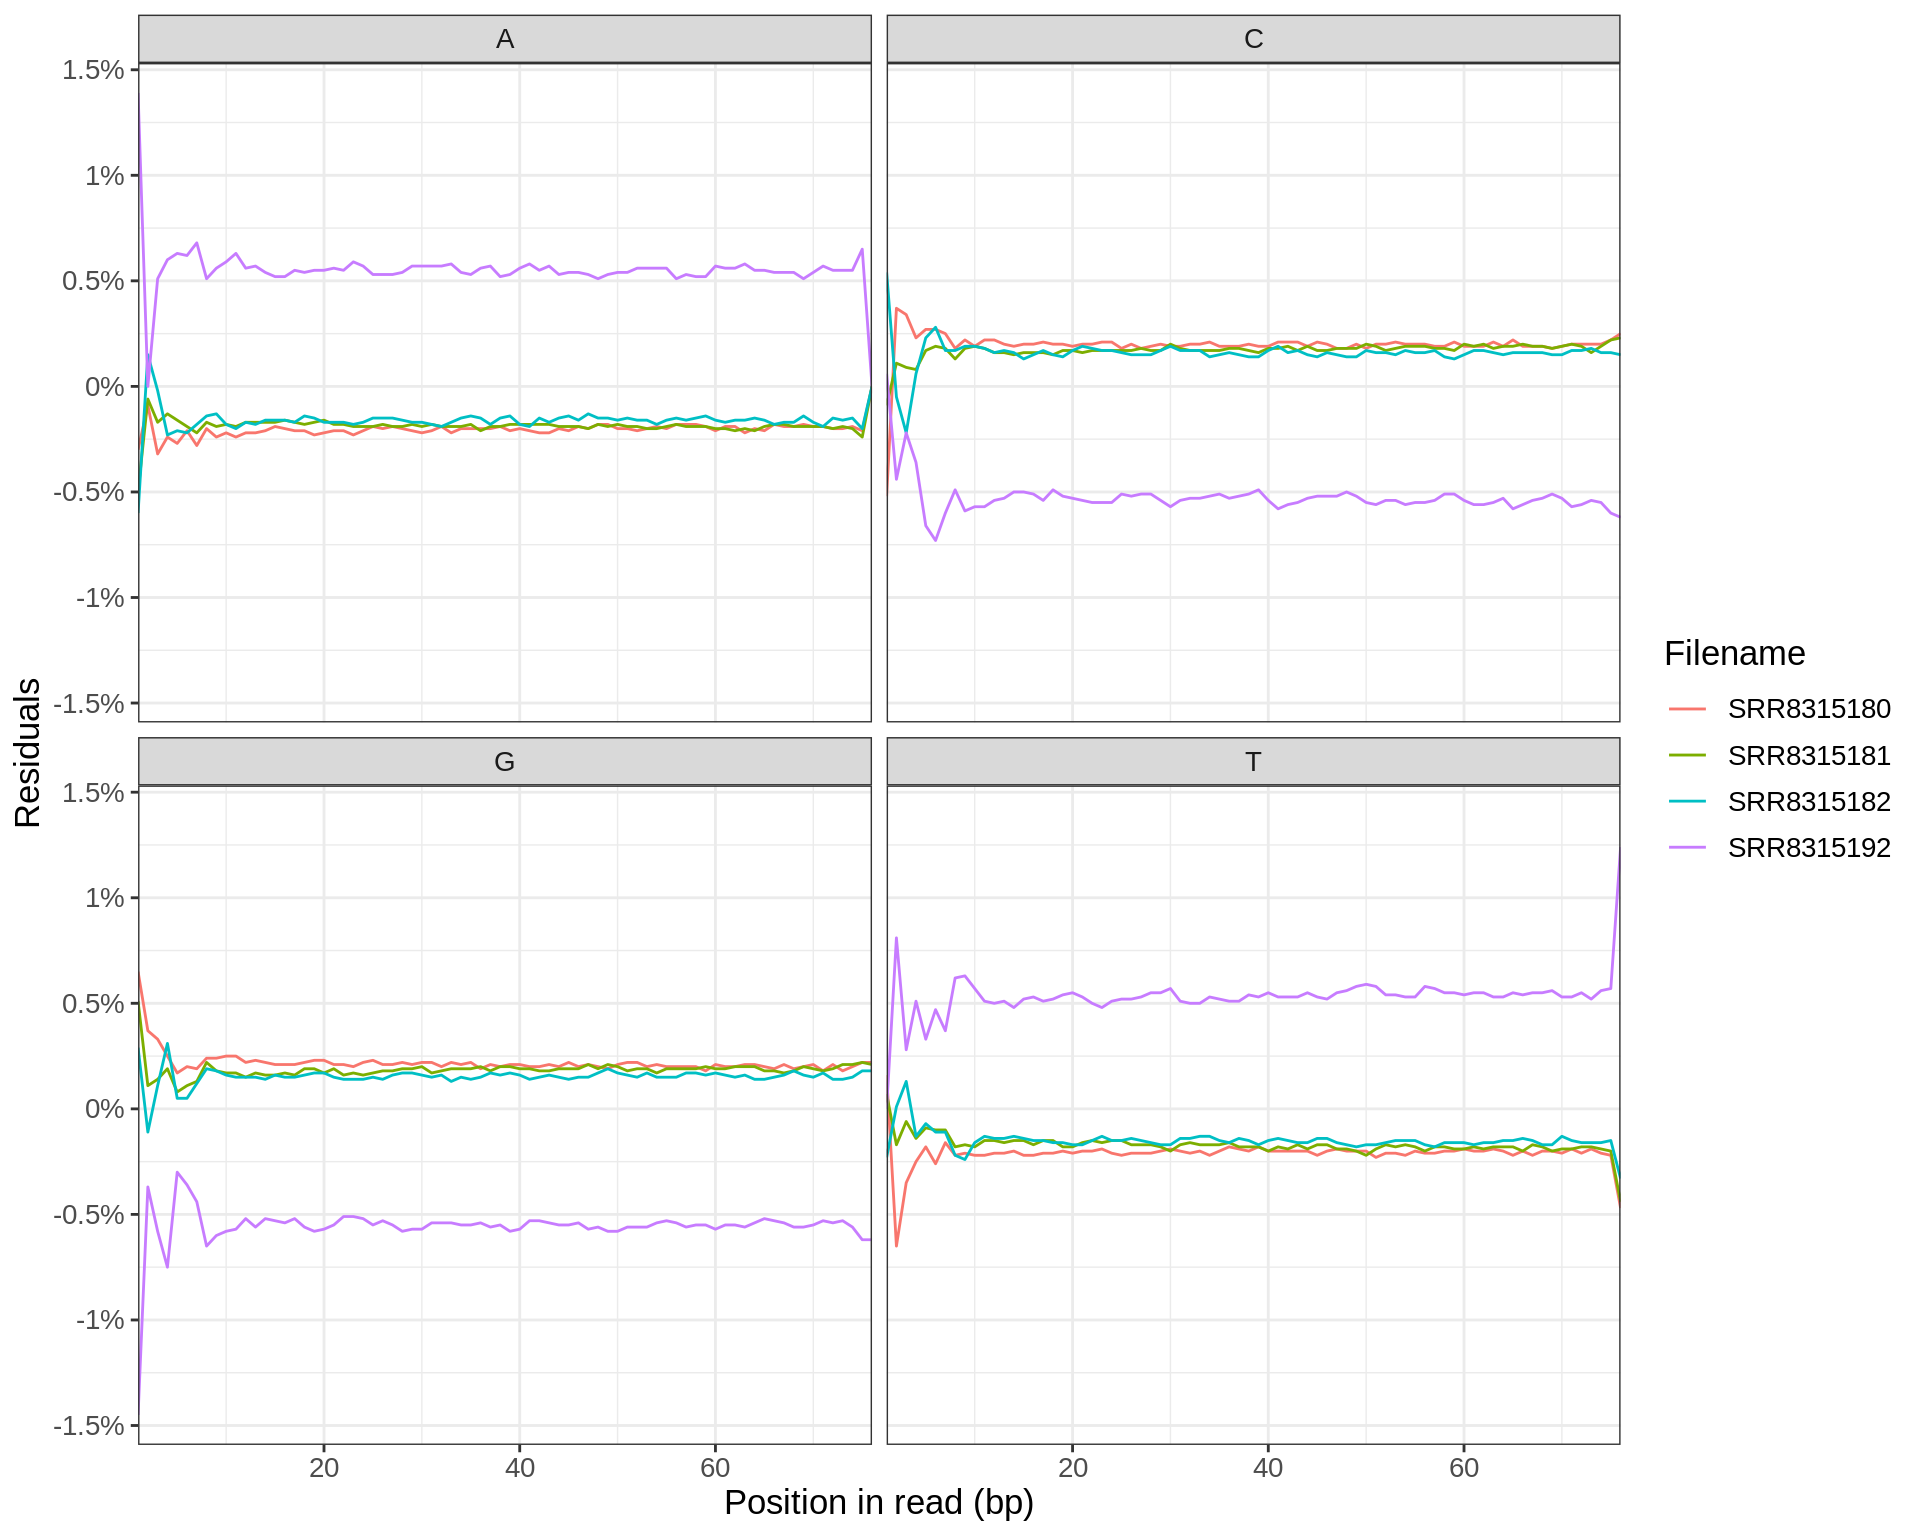 A
C
1.5%
1%
0.5%
0%
-0.5%
-1%
-1.5%
G
T
1.5%
1%
0.5%
0%
-0.5%
-1%
-1.5%
20
40
60
20
40
60
Position in read (bp)
Residuals
Filename
SRR8315180
SRR8315181
SRR8315182
SRR8315192